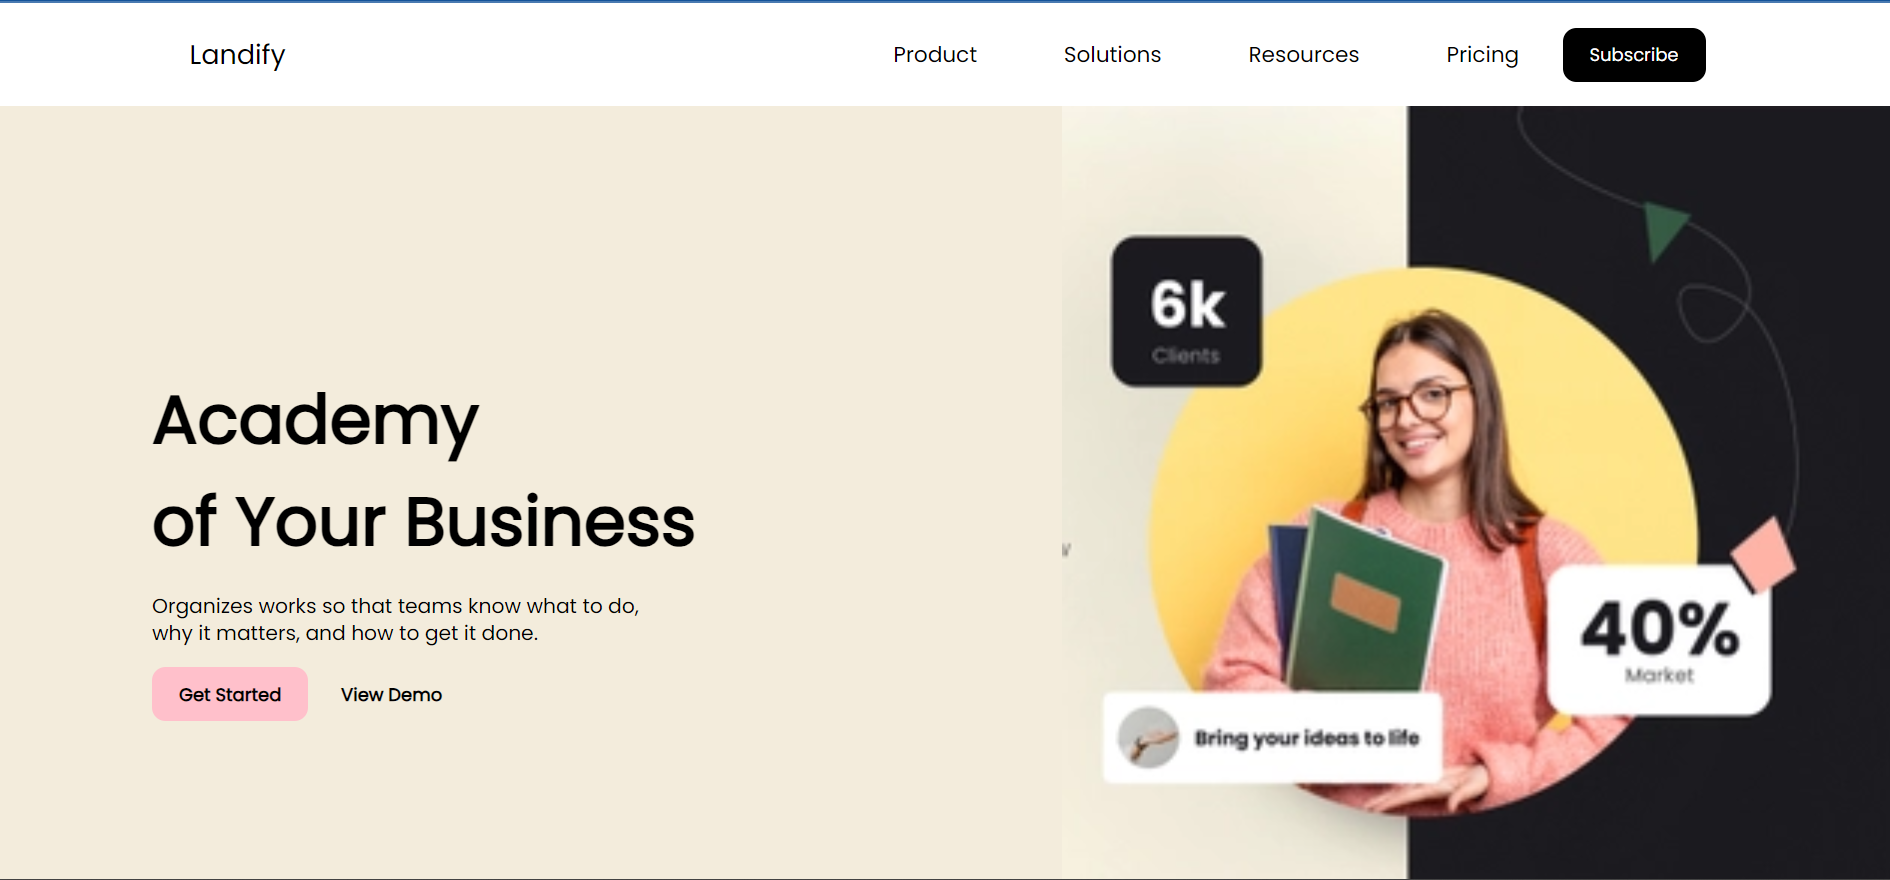 Landify
Product
Solutions
Resources
Pricing
Subscribe
6k
Clients
Academy
of Your Business
Organizes works so that teams know what to do,
why it matters, and how to get it done.
Get Started
View Demo
40%
Market
Bring your ideas to life